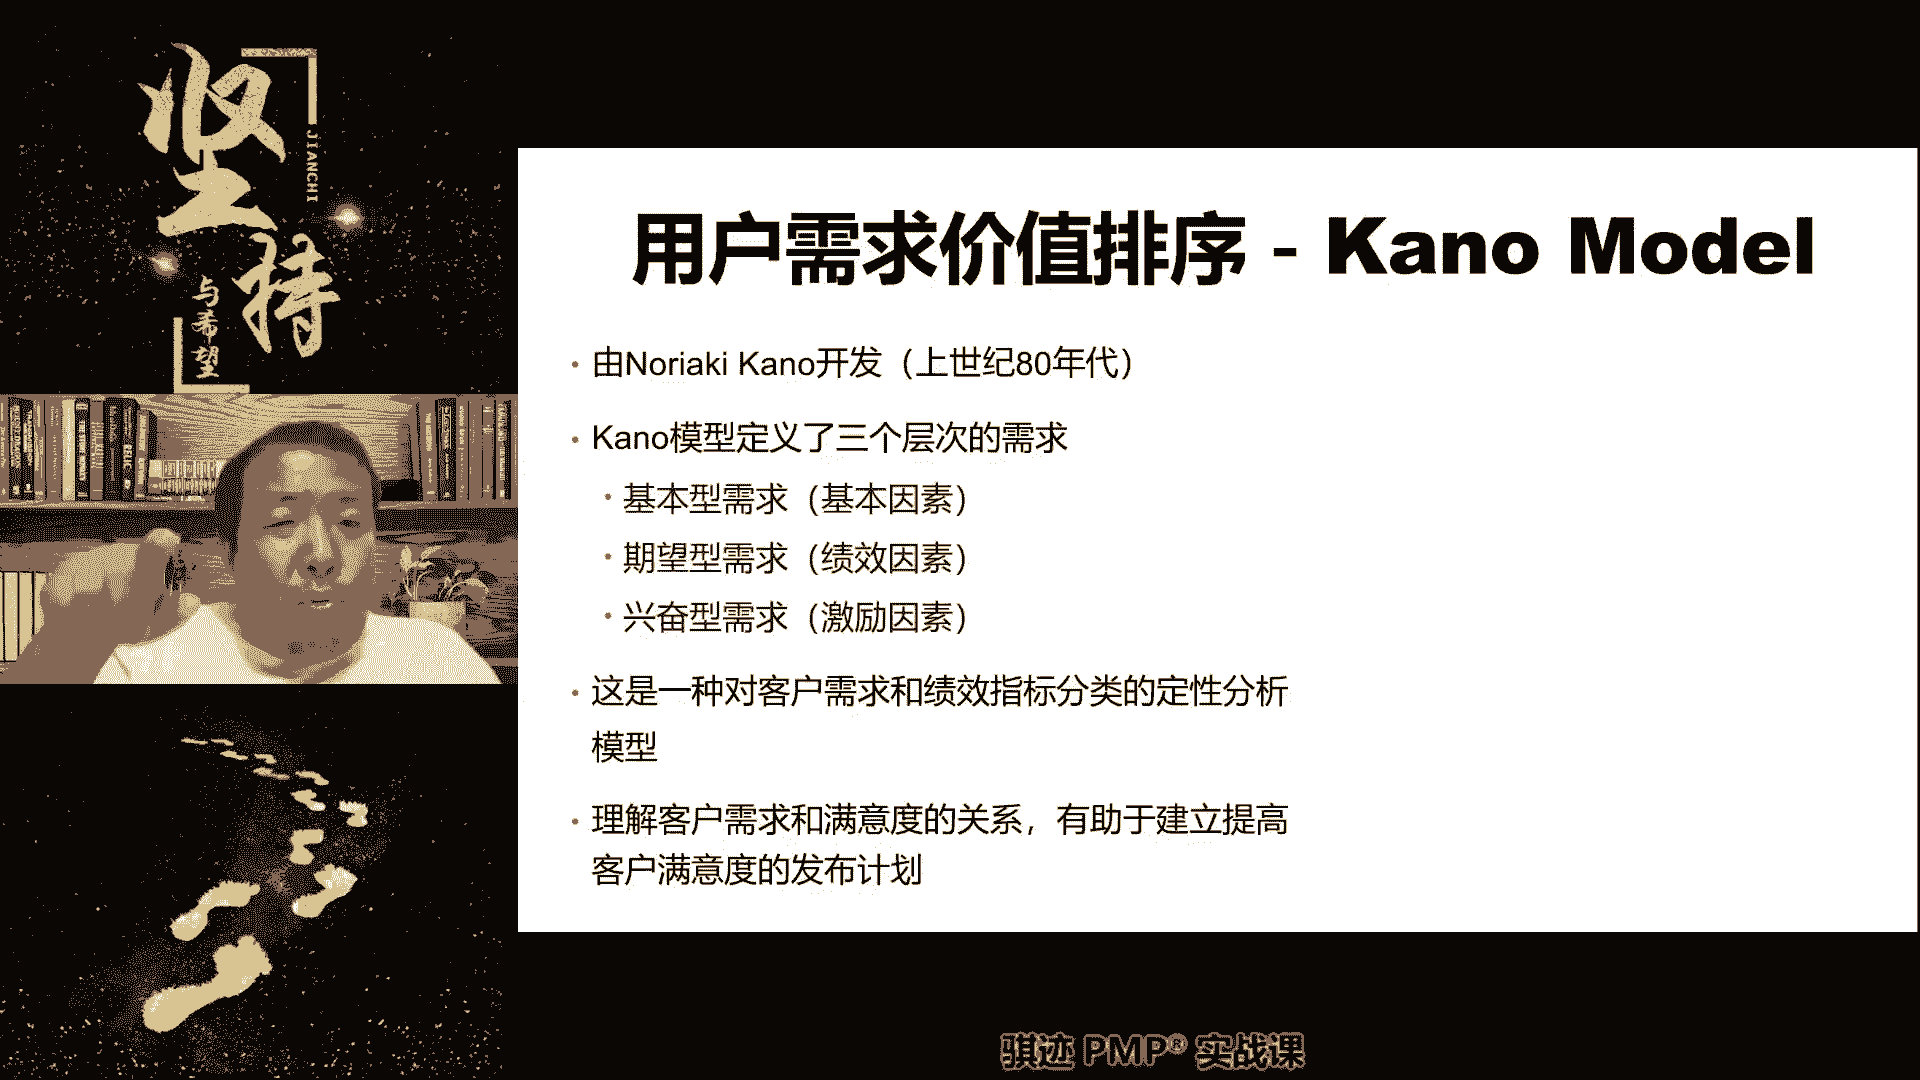 坚持
JIANCHI
与希望
用户需求价值排序 - Kano Model
· 由Noriaki Kano开发（上世纪80年代）
· Kano模型定义了三个层次的需求
· 基本型需求（基本因素）
· 期望型需求（绩效因素）
· 兴奋型需求（激励因素）
· 这是一种对客户需求和绩效指标分类的定性分析
模型
· 理解客户需求和满意度的关系，有助于建立提高
客户满意度的发布计划
骐迹 PMP® 实战课